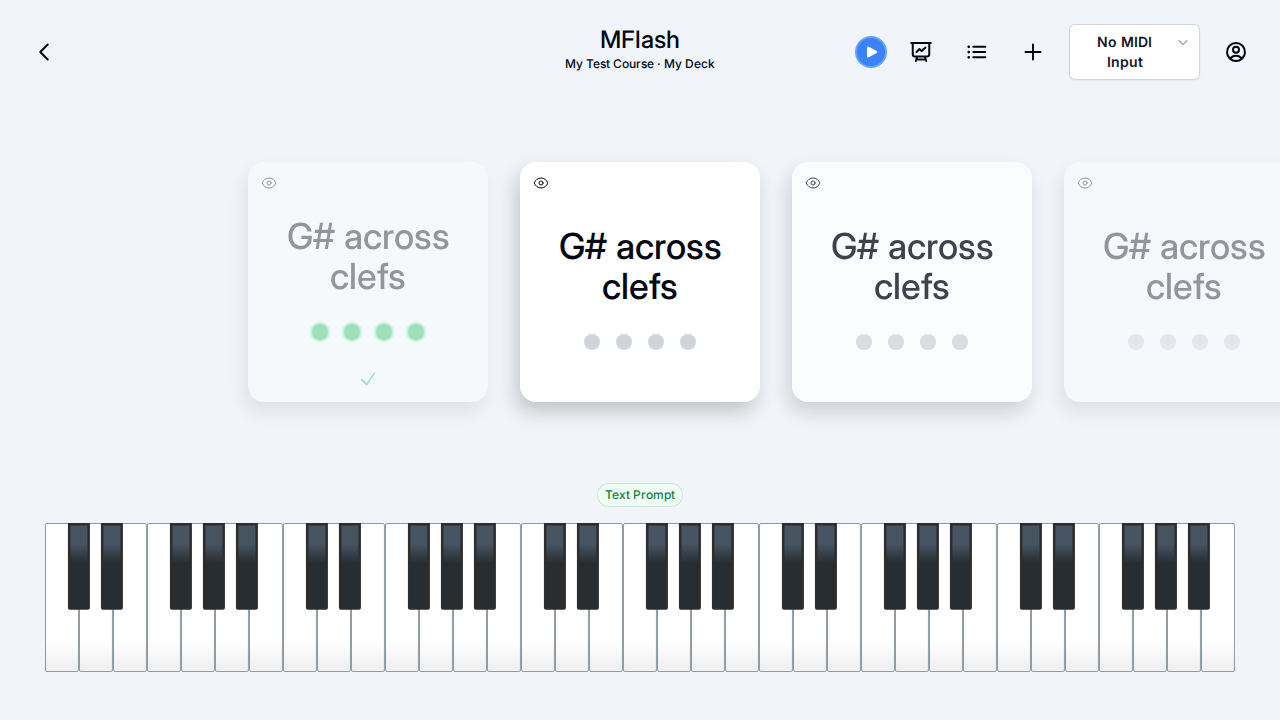 MFlash
My Test Course · My Deck
No MIDI
Input
G# across
clefs
G# across
clefs
G# across
clefs
G# across
clefs
Text Prompt